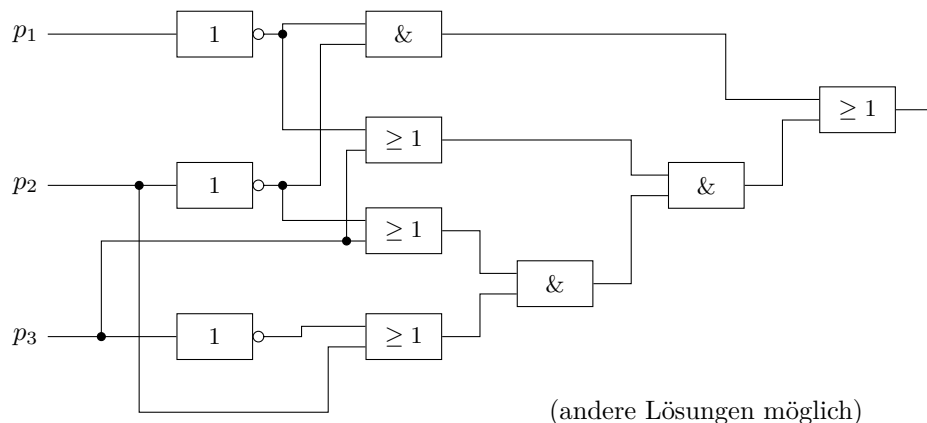 p₁ 1 &
≥ 1
≥ 1
p₂ 1 &
≥ 1
&
p₃ 1 ≥ 1
(andere Lösungen möglich)